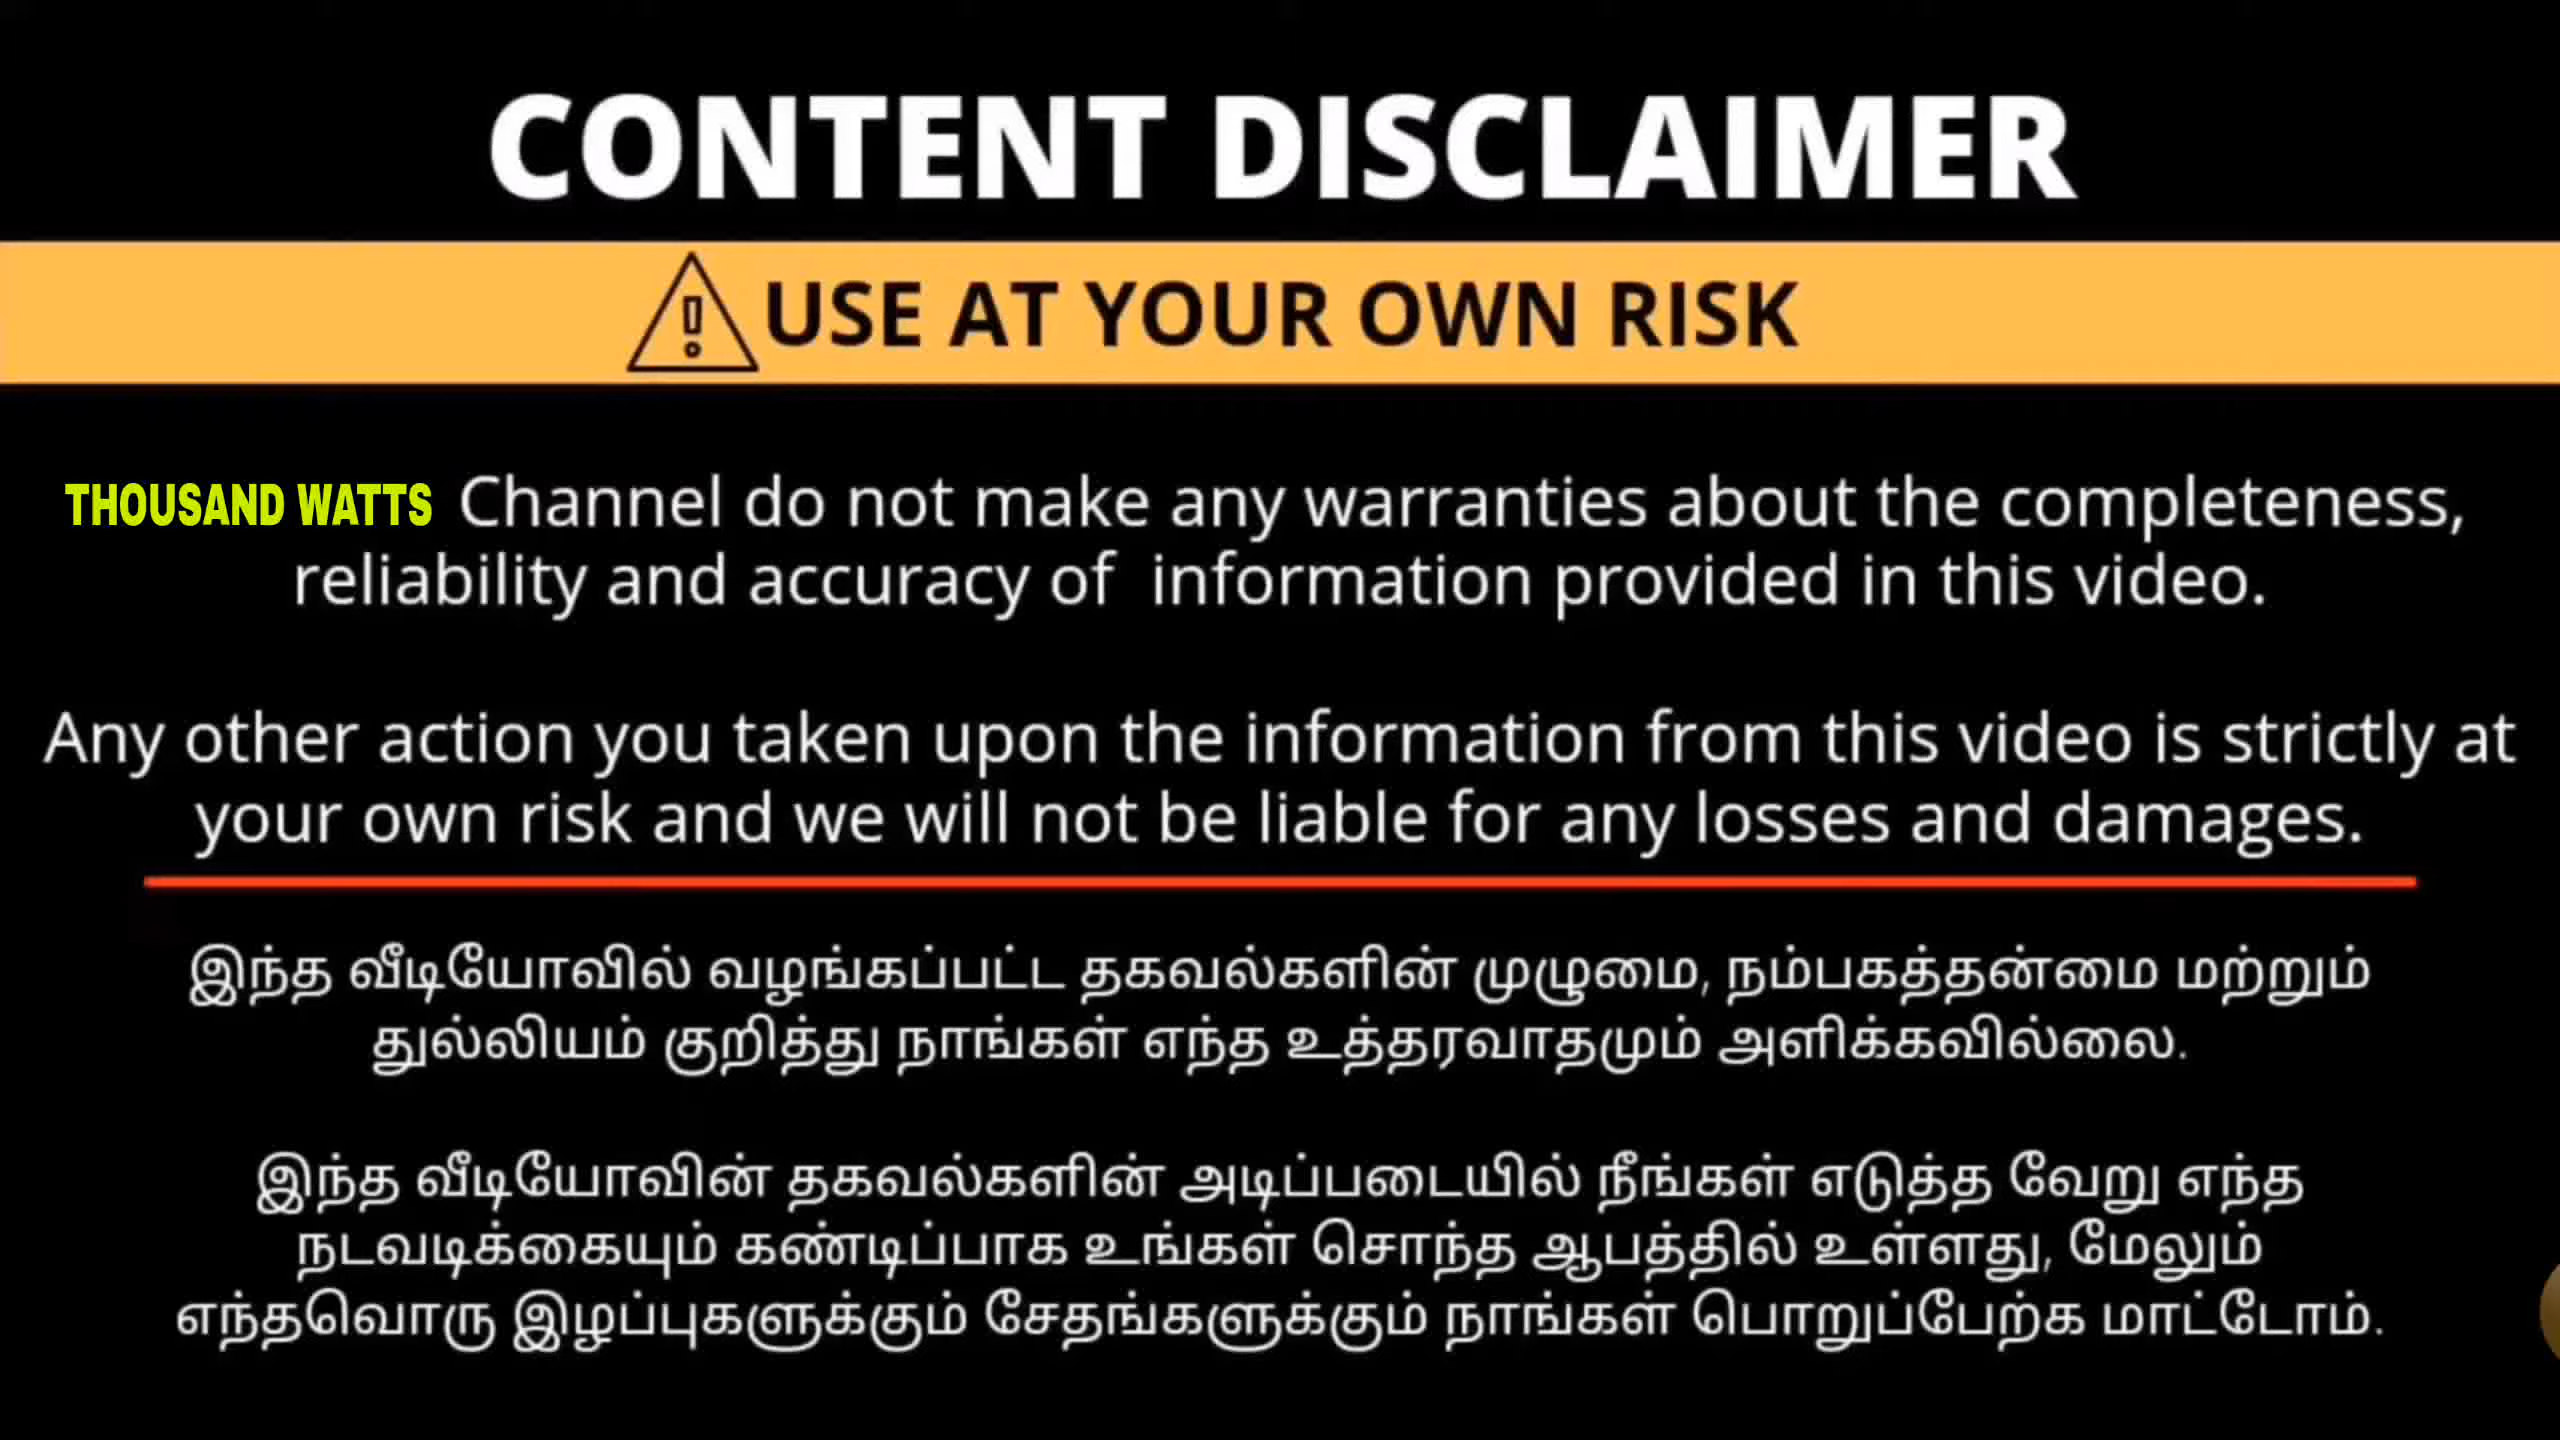 CONTENT DISCLAIMER
USE AT YOUR OWN RISK
THOUSAND WATTS Channel do not make any warranties about the completeness,
reliability and accuracy of information provided in this video.
Any other action you taken upon the information from this video is strictly at
your own risk and we will not be liable for any losses and damages.
இந்த வீடியோவில் வழங்கப்பட்ட தகவல்களின் முழுமை, நம்பகத்தன்மை மற்றும்
துல்லியம் குறித்து நாங்கள் எந்த உத்தரவாதமும் அளிக்கவில்லை.
இந்த வீடியோவின் தகவல்களின் அடிப்படையில் நீங்கள் எடுத்த வேறு எந்த
நடவடிக்கையும் கண்டிப்பாக உங்கள் சொந்த ஆபத்தில் உள்ளது, மேலும்
எந்தவொரு இழப்புகளுக்கும் சேதங்களுக்கும் நாங்கள் பொறுப்பேற்க மாட்டோம்.